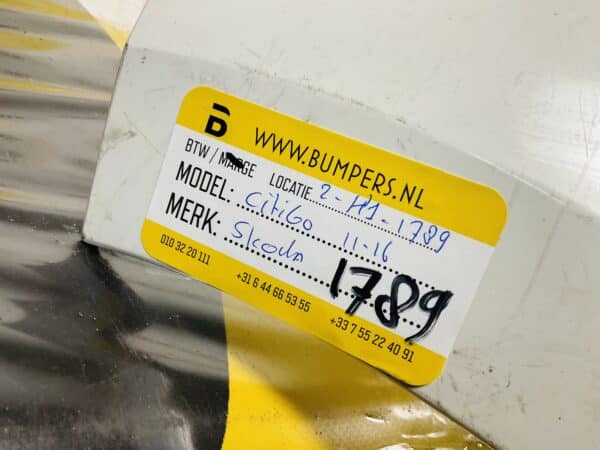 B WWW.BUMPERS.NL
BTW / MARGE LOCATIE 2-H1-1789
MODEL: Citigo 11-16
MERK: Skoda
1789
010 32 20 111 +31 6 44 66 53 55 +33 7 55 22 40 91